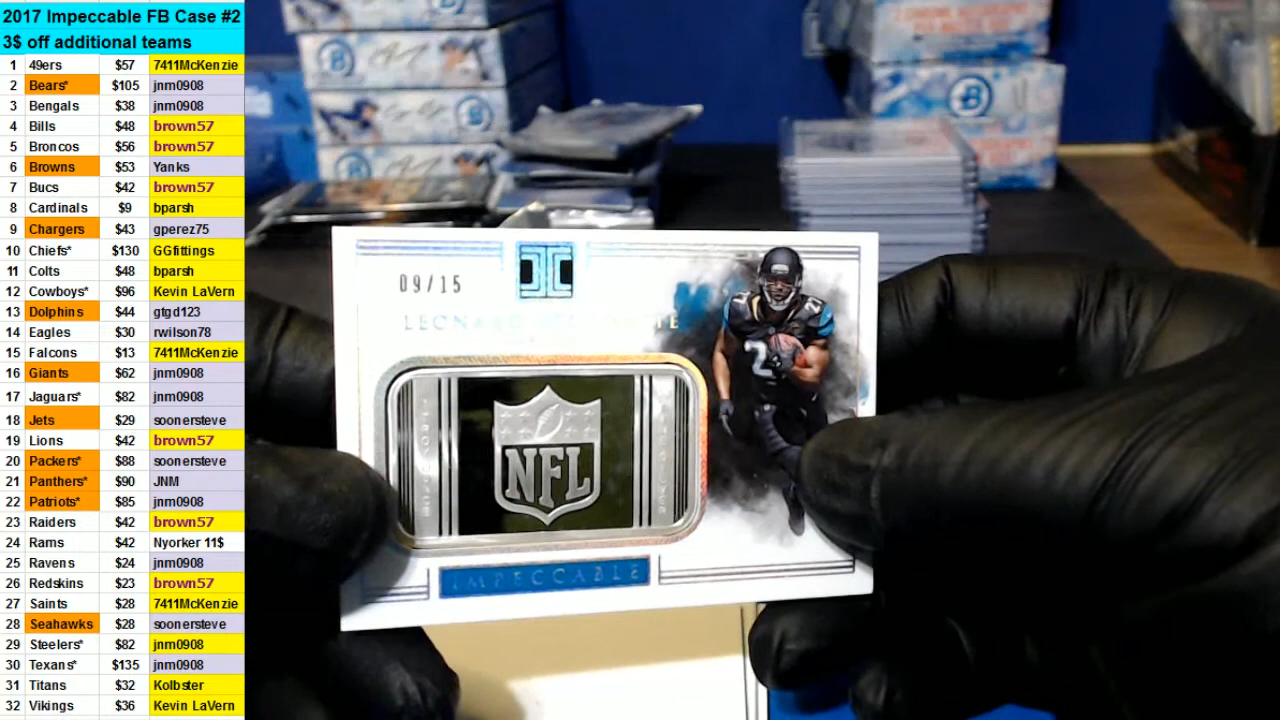 2017 Impeccable FB Case #2
3$ off additional teams
1 49ers $57 7411McKenzie
2 Bears* $105 jnm0908
3 Bengals $38 jnm0908
4 Bills $48 brown57
5 Broncos $56 brown57
6 Browns $53 Yanks
7 Bucs $42 brown57
8 Cardinals $9 bparsh
9 Chargers $43 gperez75
10 Chiefs* $130 GGfittings
11 Colts $48 bparsh
12 Cowboys* $96 Kevin LaVern
13 Dolphins $44 gtgd123
14 Eagles $30 rwilson78
15 Falcons $13 7411McKenzie
16 Giants $62 jnm0908
17 Jaguars* $82 jnm0908
18 Jets $29 soonersteve
19 Lions $42 brown57
20 Packers* $88 soonersteve
21 Panthers* $90 JNM
22 Patriots* $85 jnm0908
23 Raiders $42 brown57
24 Rams $42 Nyorker 11$
25 Ravens $24 jnm0908
26 Redskins $23 brown57
27 Saints $28 7411McKenzie
28 Seahawks $28 soonersteve
29 Steelers* $82 jnm0908
30 Texans* $135 jnm0908
31 Titans $32 Kolbster
32 Vikings $36 Kevin LaVern
09/15
NFL
IMPECCABLE